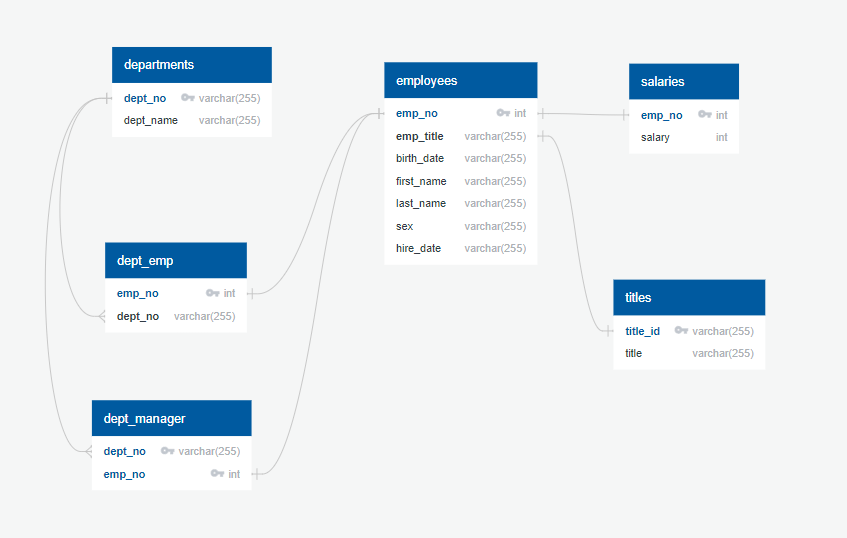 departments
dept_no varchar(255)
dept_name varchar(255)
employees
emp_no int
emp_title varchar(255)
birth_date varchar(255)
first_name varchar(255)
last_name varchar(255)
sex varchar(255)
hire_date varchar(255)
salaries
emp_no int
salary int
dept_emp
emp_no int
dept_no varchar(255)
titles
title_id varchar(255)
title varchar(255)
dept_manager
dept_no varchar(255)
emp_no int